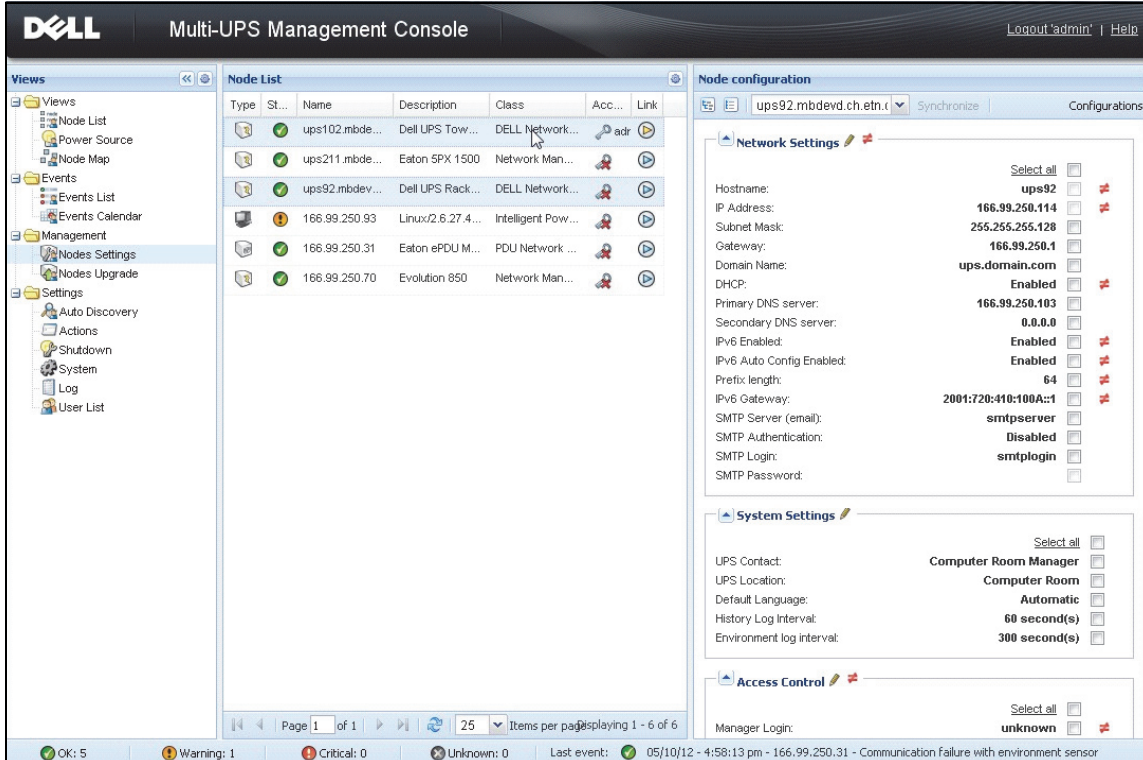 DELL Multi-UPS Management Console Logout 'admin' | Help
Views
Views
Node List
Power Source
Node Map
Events
Events List
Events Calendar
Management
Nodes Settings
Nodes Upgrade
Settings
Auto Discovery
Actions
Shutdown
System
Log
User List
Node List
Type St... Name Description Class Acc... Link
ups102.mbde... Dell UPS Tow... DELL Network... adr
ups211.mbde... Eaton 5PX 1500 Network Man...
ups92.mbdev... Dell UPS Rack... DELL Network...
166.99.250.93 Linux/2.6.27.4... Intelligent Pow...
166.99.250.31 Eaton ePDU M... PDU Network ...
166.99.250.70 Evolution 850 Network Man...
Page 1 of 1 25 Items per page Displaying 1 - 6 of 6
Node configuration
ups92.mbdevd.ch.etn.( Synchronize Configurations
Network Settings
Select all
Hostname: ups92
IP Address: 166.99.250.114
Subnet Mask: 255.255.255.128
Gateway: 166.99.250.1
Domain Name: ups.domain.com
DHCP: Enabled
Primary DNS server: 166.99.250.103
Secondary DNS server: 0.0.0.0
IPv6 Enabled: Enabled
IPv6 Auto Config Enabled: Enabled
Prefix length: 64
IPv6 Gateway: 2001:720:410:100A::1
SMTP Server (email): smtpserver
SMTP Authentication: Disabled
SMTP Login: smtplogin
SMTP Password:
System Settings
Select all
UPS Contact: Computer Room Manager
UPS Location: Computer Room
Default Language: Automatic
History Log Interval: 60 second(s)
Environment log interval: 300 second(s)
Access Control
Select all
Manager Login: unknown
OK: 5 Warning: 1 Critical: 0 Unknown: 0 Last event: 05/10/12 - 4:58:13 pm - 166.99.250.31 - Communication failure with environment sensor